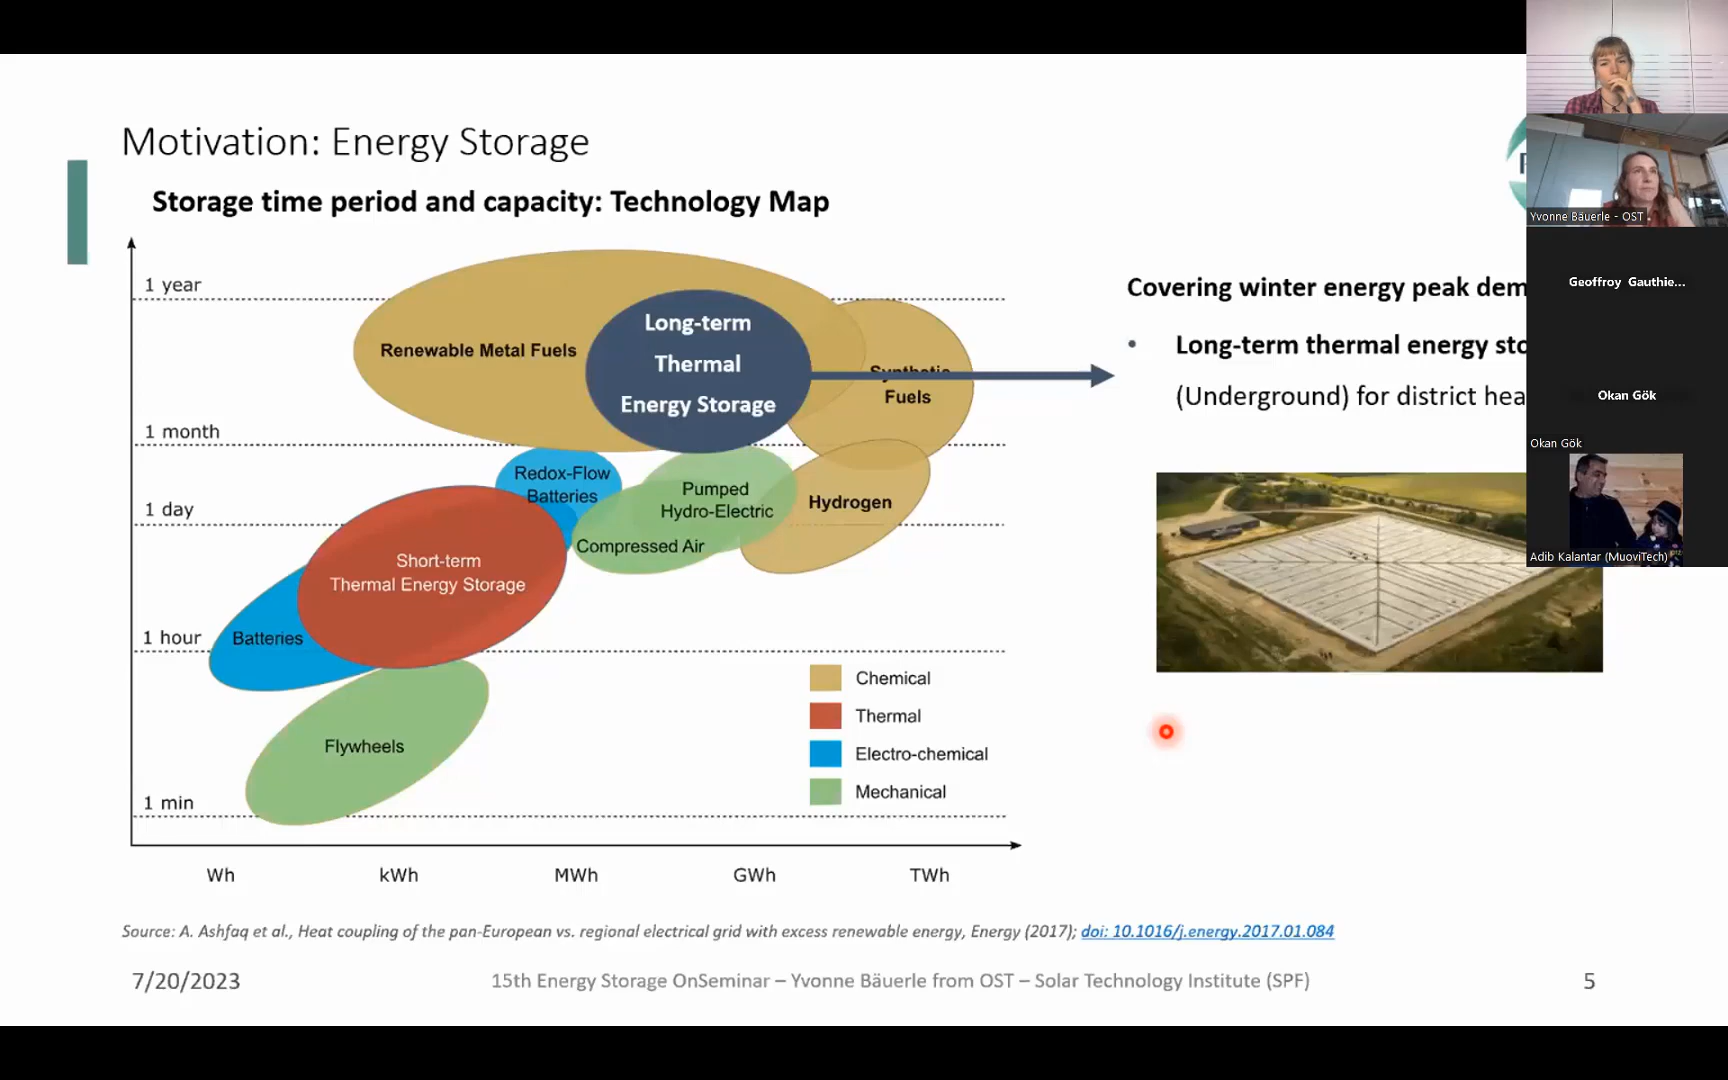 Motivation: Energy Storage
Storage time period and capacity: Technology Map
1 year
1 month
1 day
1 hour
1 min
Renewable Metal Fuels
Long-term
Thermal
Energy Storage
Synthetic
Fuels
Redox-Flow
Batteries
Pumped
Hydro-Electric
Hydrogen
Compressed Air
Short-term
Thermal Energy Storage
Batteries
Flywheels
Chemical
Thermal
Electro-chemical
Mechanical
Wh kWh MWh GWh TWh
Covering winter energy peak dem
• Long-term thermal energy sto
(Underground) for district hea
Source: A. Ashfaq et al., Heat coupling of the pan-European vs. regional electrical grid with excess renewable energy, Energy (2017); doi: 10.1016/j.energy.2017.01.084
7/20/2023 15th Energy Storage OnSeminar – Yvonne Bäuerle from OST – Solar Technology Institute (SPF) 5
Yvonne Bäuerle - OST
Geoffroy Gauthie...
Okan Gök
Okan Gök
Adib Kalantar (MuoviTech)